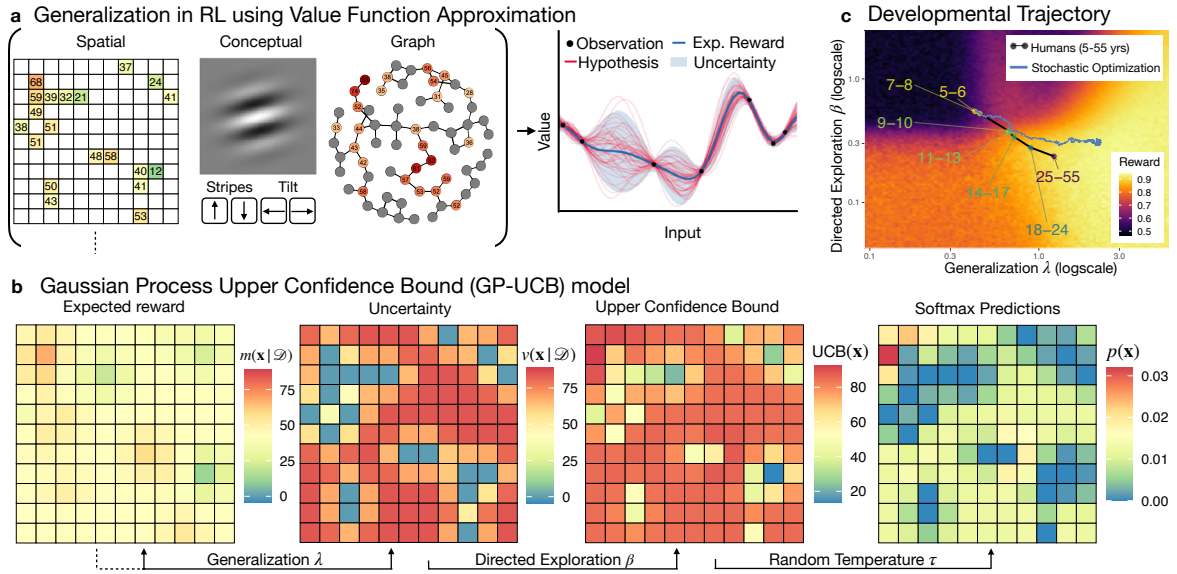 a Generalization in RL using Value Function Approximation
Spatial
Conceptual
Graph
37
68
24
59 39 32 21
41
49
38 51
51
48 58
40 12
50
41
43
53
Stripes Tilt
Observation
Exp. Reward
Hypothesis
Uncertainty
Value
Input
c Developmental Trajectory
Humans (5-55 yrs)
Stochastic Optimization
7–8
5–6
9–10
11–13
14–17
25–55
18–24
Reward
0.9
0.8
0.7
0.6
0.5
Directed Exploration β (logscale)
1.0
0.3
0.1
0.1
0.3
1.0
3.0
Generalization λ (logscale)
b Gaussian Process Upper Confidence Bound (GP-UCB) model
Expected reward
Uncertainty
Upper Confidence Bound
Softmax Predictions
m(x|𝒟)
75
50
25
0
v(x|𝒟)
75
50
25
0
UCB(x)
80
60
40
20
p(x)
0.03
0.02
0.01
0.00
Generalization λ
Directed Exploration β
Random Temperature τ